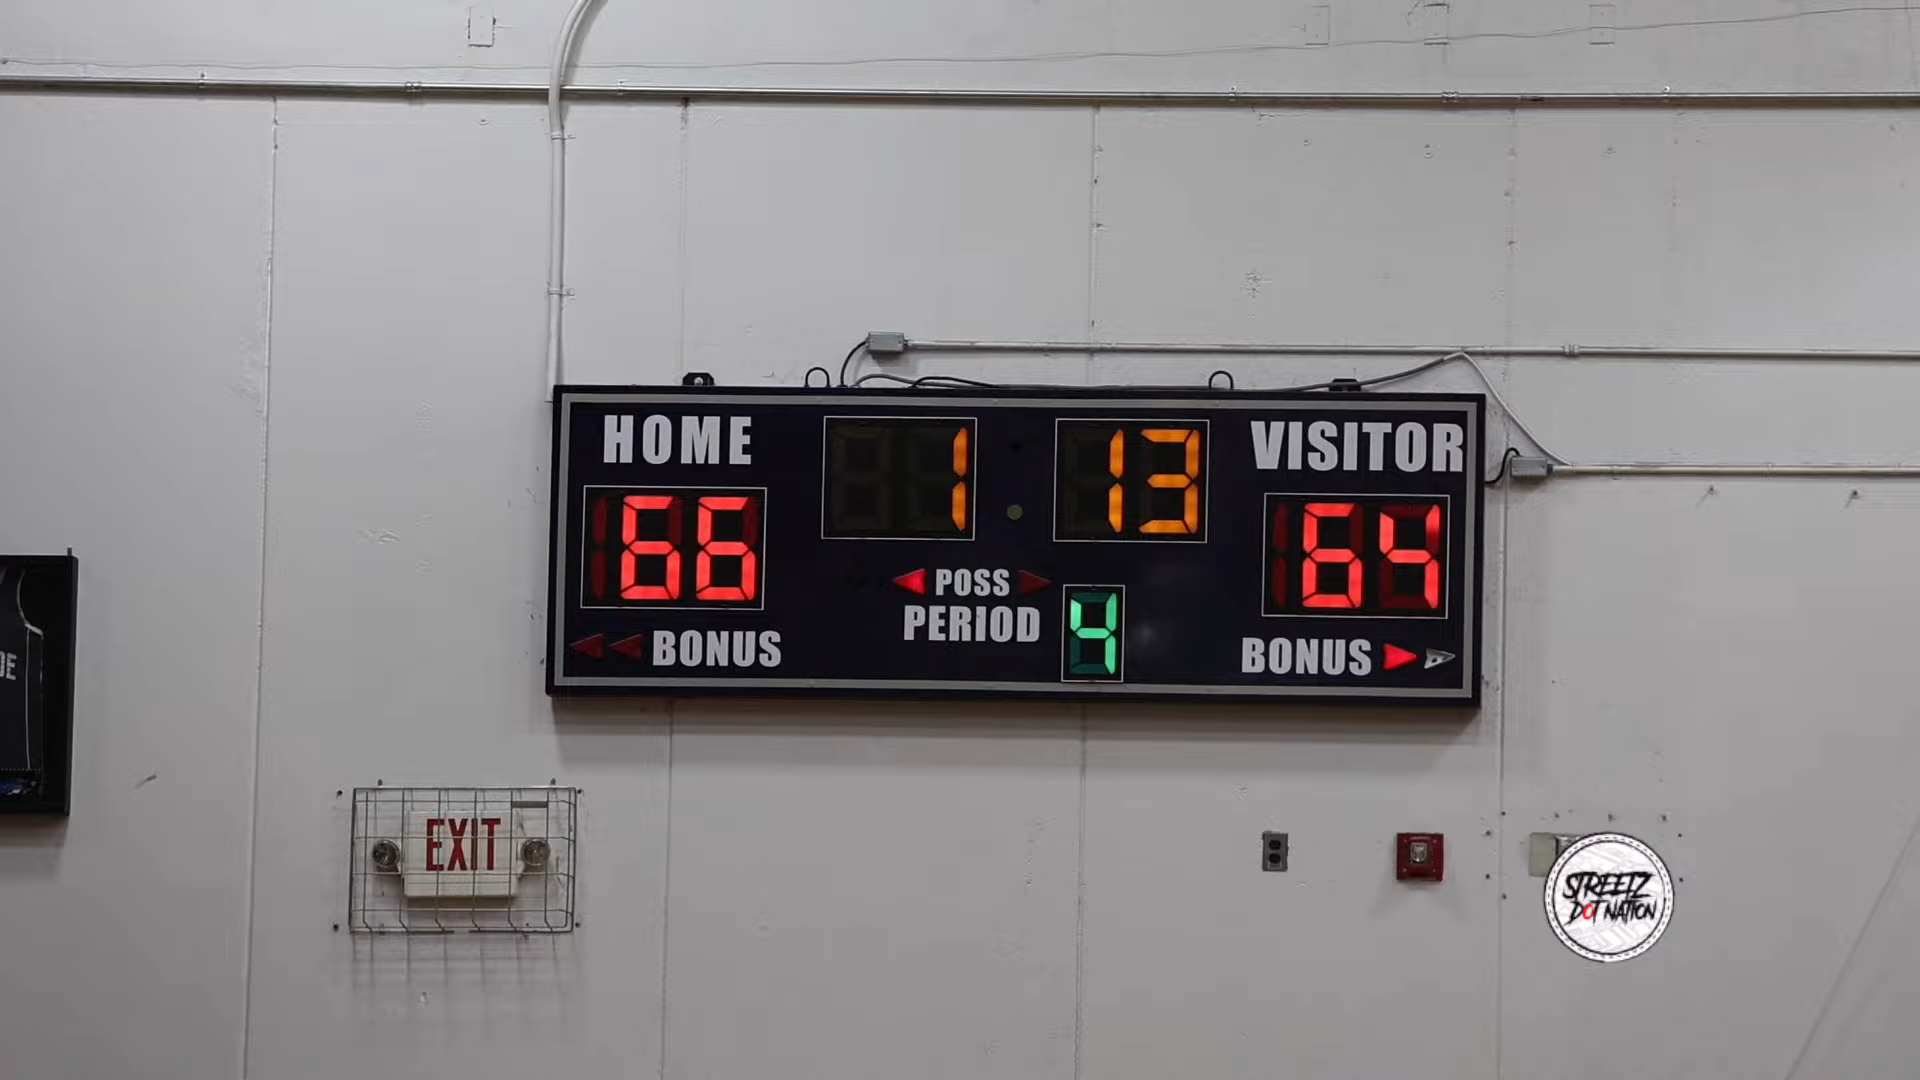 HOME
1 13
VISITOR
66
64
POSS
PERIOD
4
BONUS
BONUS
EXIT
STREETZ
DOT NATION